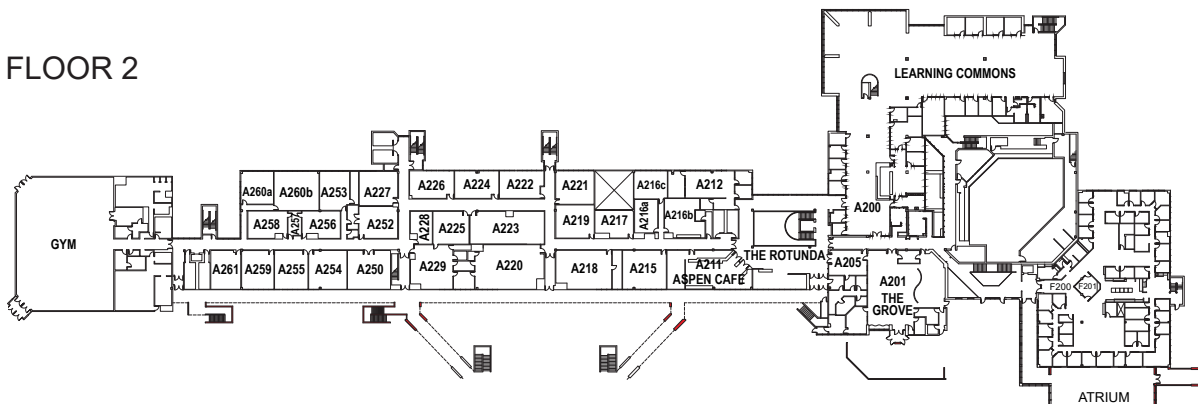 FLOOR 2
LEARNING COMMONS
A260a
A260b
A253
A227
A226
A224
A222
A221
A216c
A212
A258
A257
A256
A252
A228
A225
A223
A219
A217
A216a
A216b
A200
GYM
A261
A259
A255
A254
A250
A229
A220
A218
A215
A211
ASPEN CAFE
THE ROTUNDA
A205
A201
THE
GROVE
F200
F201
ATRIUM